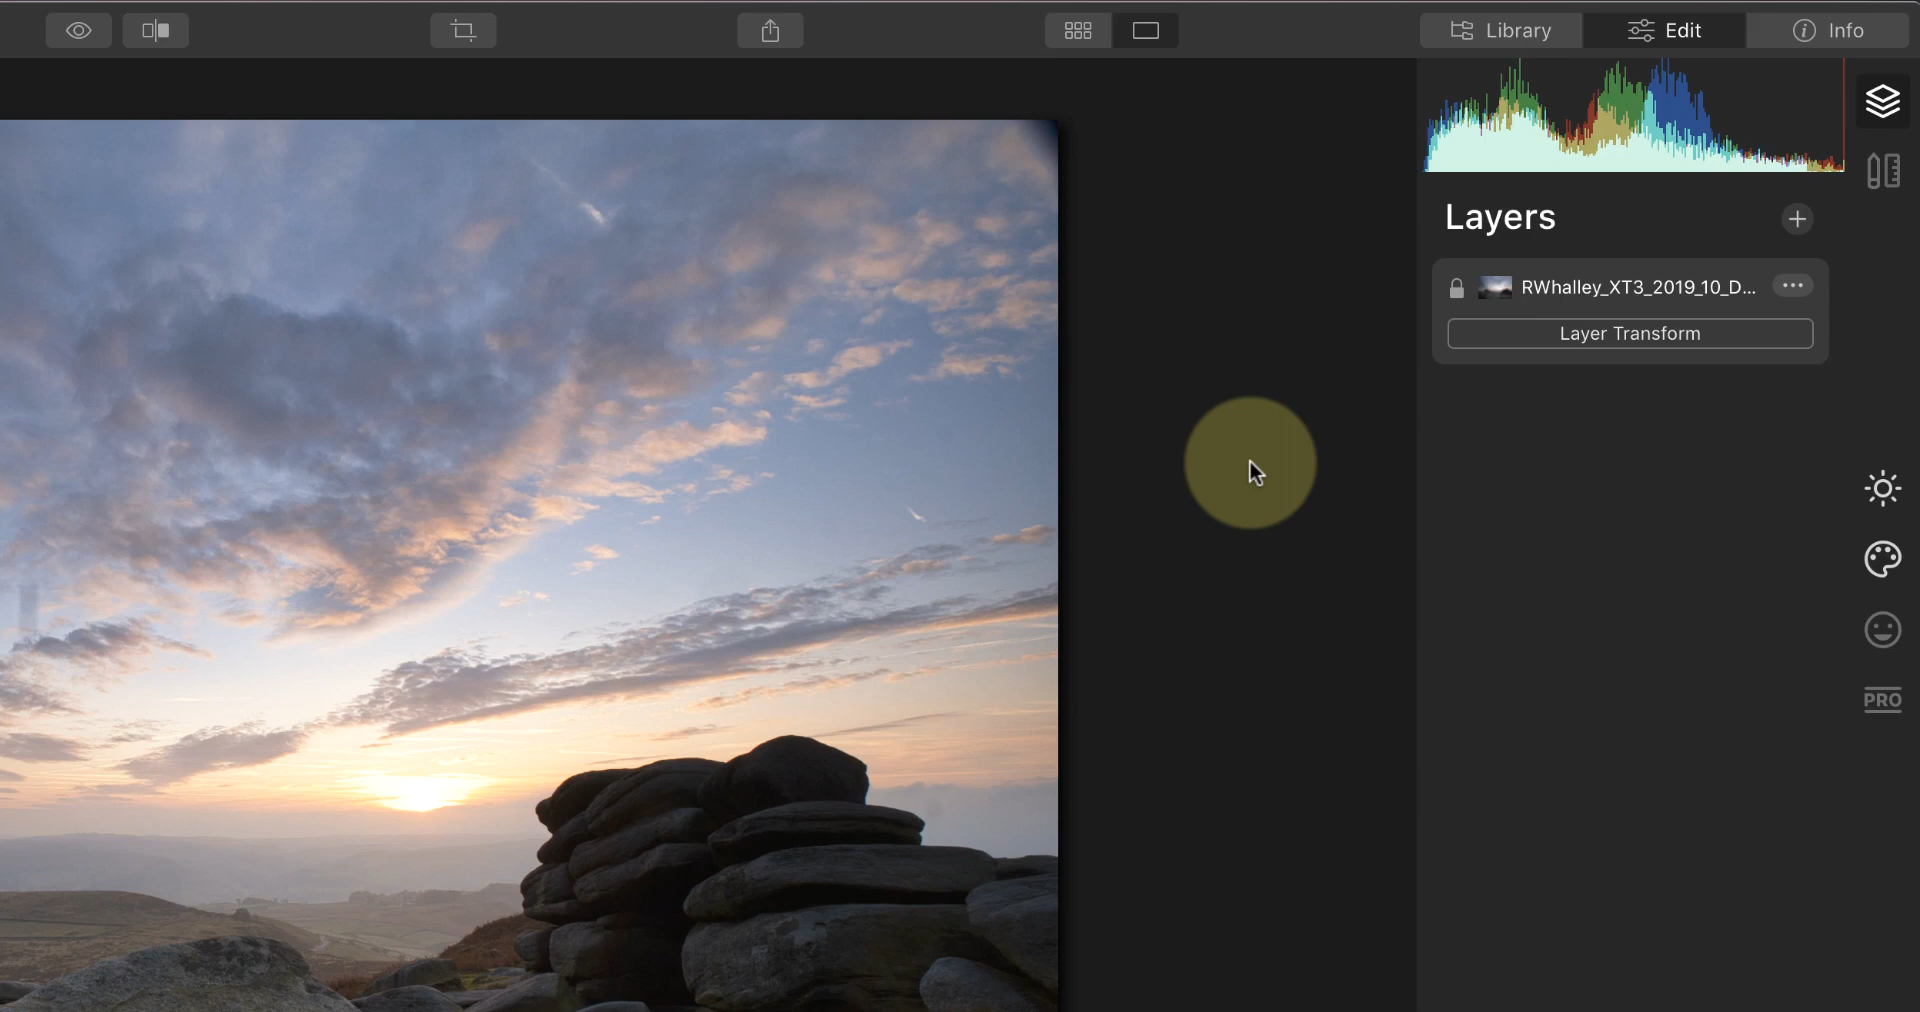 Library
Edit
Info
Layers
RWhalley_XT3_2019_10_D...
Layer Transform
PRO